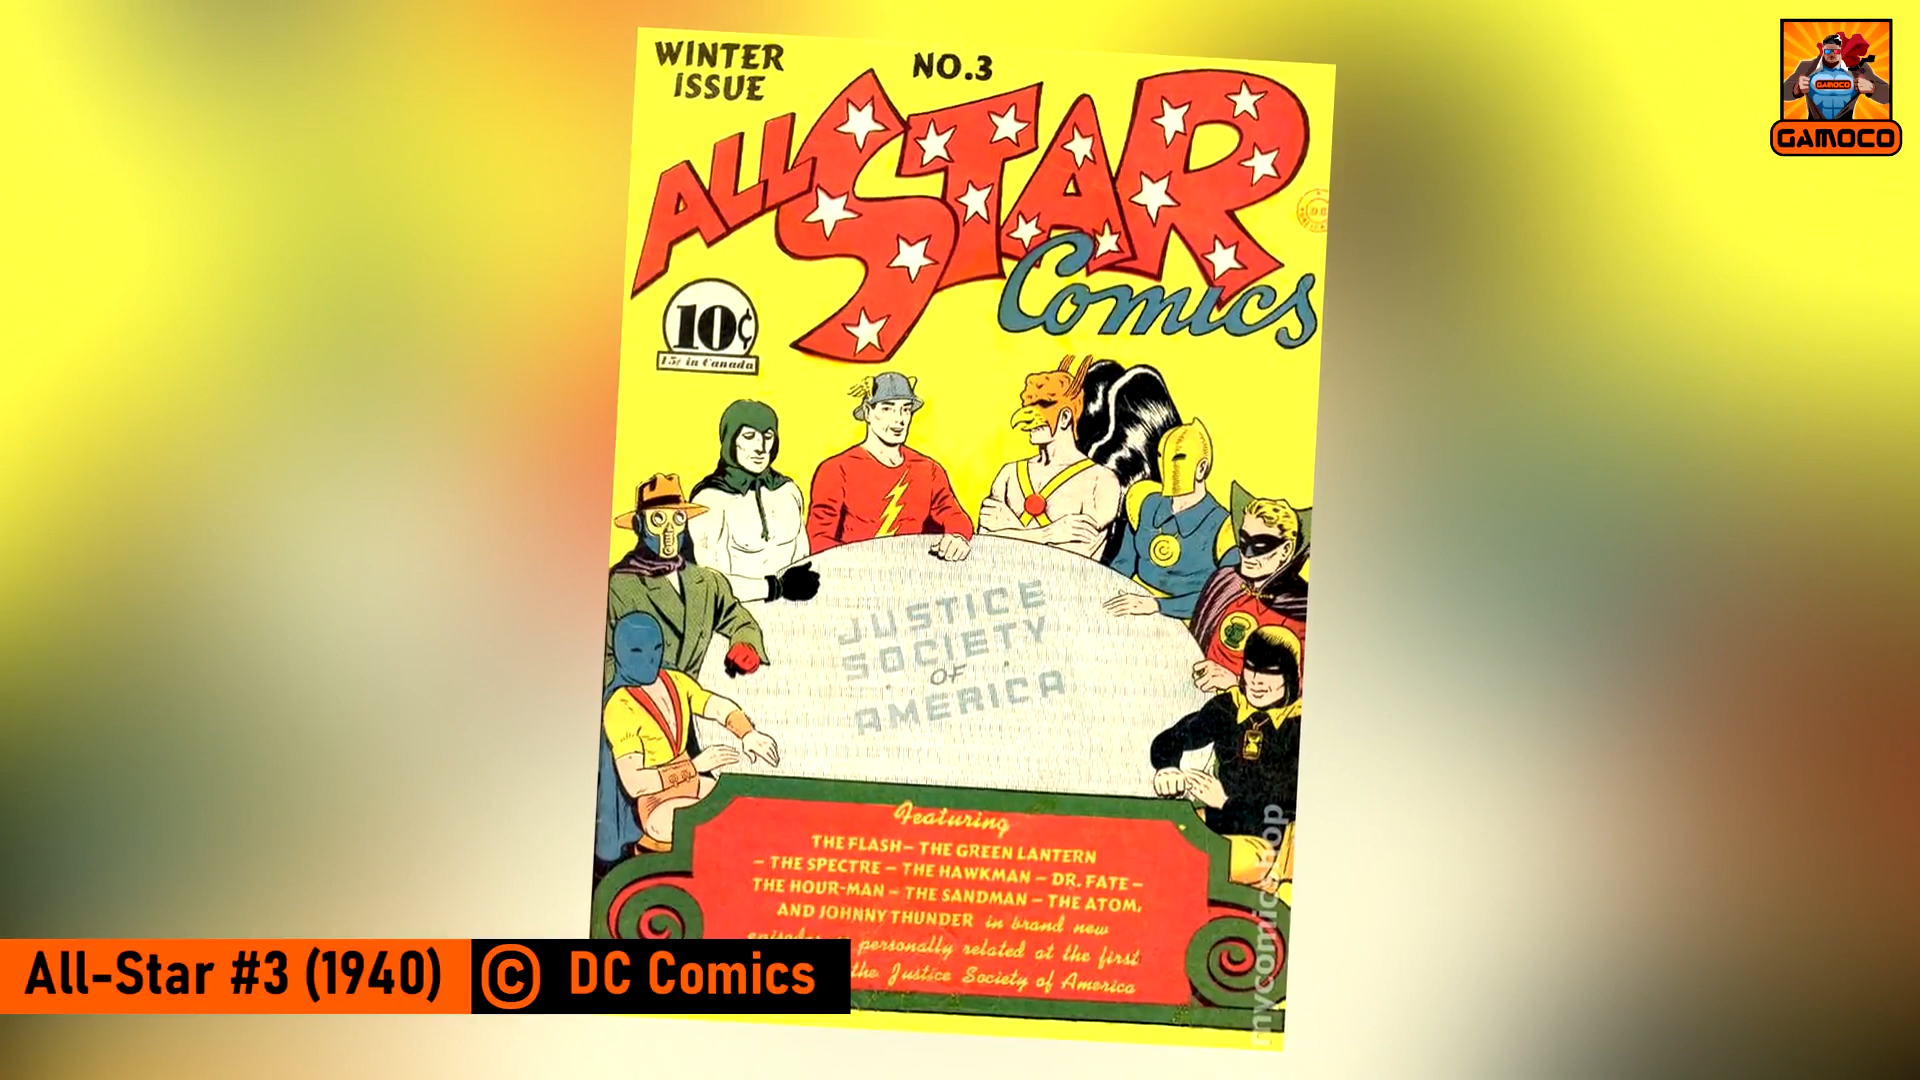 WINTER
ISSUE
NO.3
ALL STAR
Comics
10¢
15¢ in Canada
JUSTICE
SOCIETY
OF
AMERICA
Featuring
THE FLASH – THE GREEN LANTERN
– THE SPECTRE – THE HAWKMAN – DR. FATE –
THE HOUR-MAN – THE SANDMAN – THE ATOM,
AND JOHNNY THUNDER in brand new
personally related at the first
the Justice Society of America
mycomicshop
All-Star #3 (1940)
© DC Comics
GAMOCO
GAMOCO